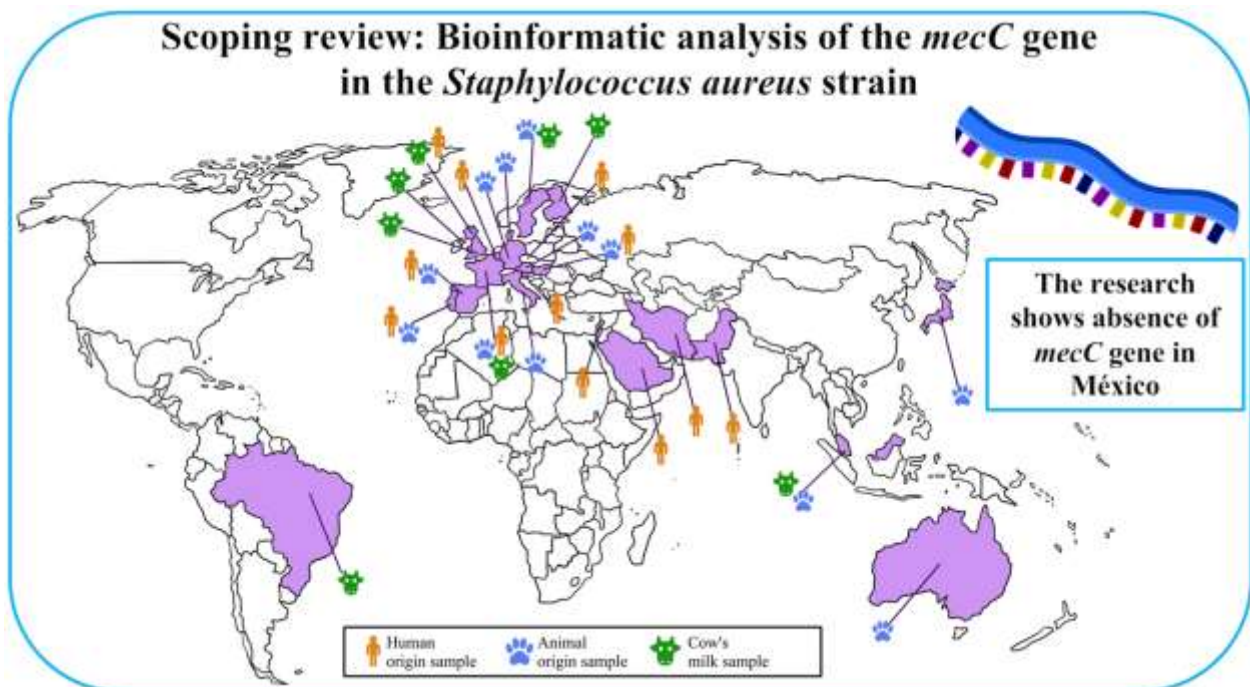 Scoping review: Bioinformatic analysis of the mecC gene
in the Staphylococcus aureus strain
The research
shows absence of
mecC gene in
México
Human
origin sample
Animal
origin sample
Cow's
milk sample